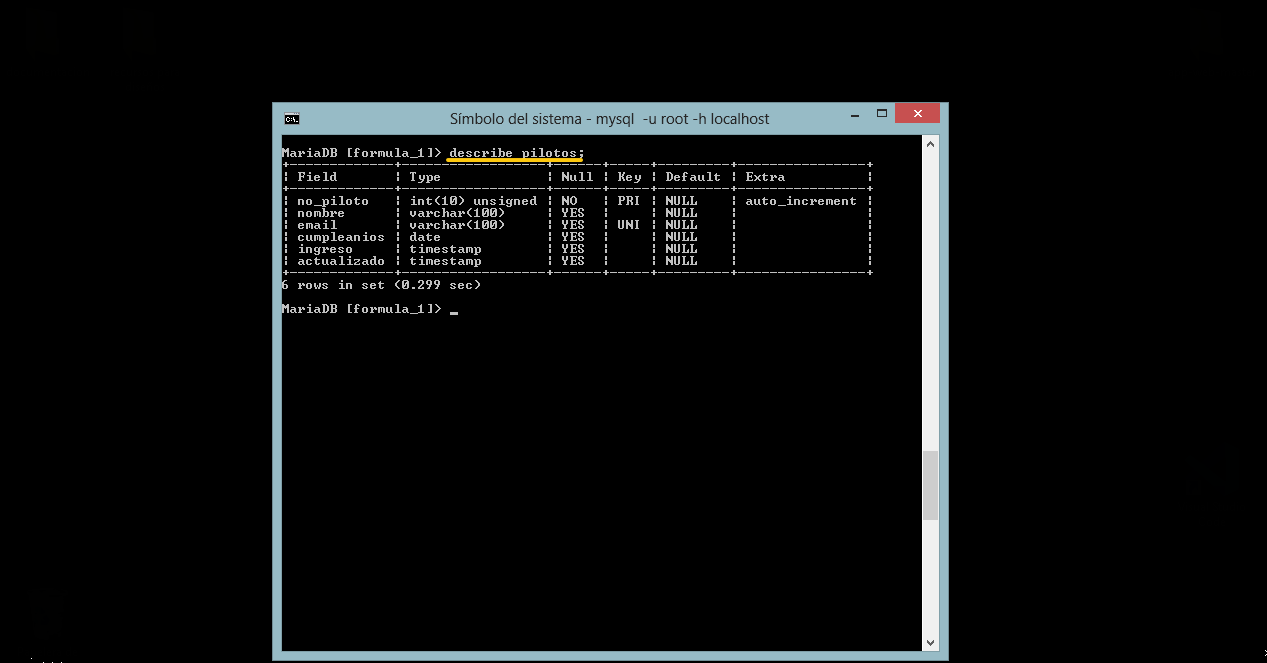 Símbolo del sistema - mysql -u root -h localhost
MariaDB [formula_1]> describe pilotos;
+-------------+------------------+------+-----+---------+----------------+
¦ Field ¦ Type ¦ Null ¦ Key ¦ Default ¦ Extra ¦
+-------------+------------------+------+-----+---------+----------------+
¦ no_piloto ¦ int(10) unsigned ¦ NO ¦ PRI ¦ NULL ¦ auto_increment ¦
¦ nombre ¦ varchar(100) ¦ YES ¦ ¦ NULL ¦ ¦
¦ email ¦ varchar(100) ¦ YES ¦ UNI ¦ NULL ¦ ¦
¦ cumpleanios ¦ date ¦ YES ¦ ¦ NULL ¦ ¦
¦ ingreso ¦ timestamp ¦ YES ¦ ¦ NULL ¦ ¦
¦ actualizado ¦ timestamp ¦ YES ¦ ¦ NULL ¦ ¦
+-------------+------------------+------+-----+---------+----------------+
6 rows in set (0.299 sec)
MariaDB [formula_1]> _